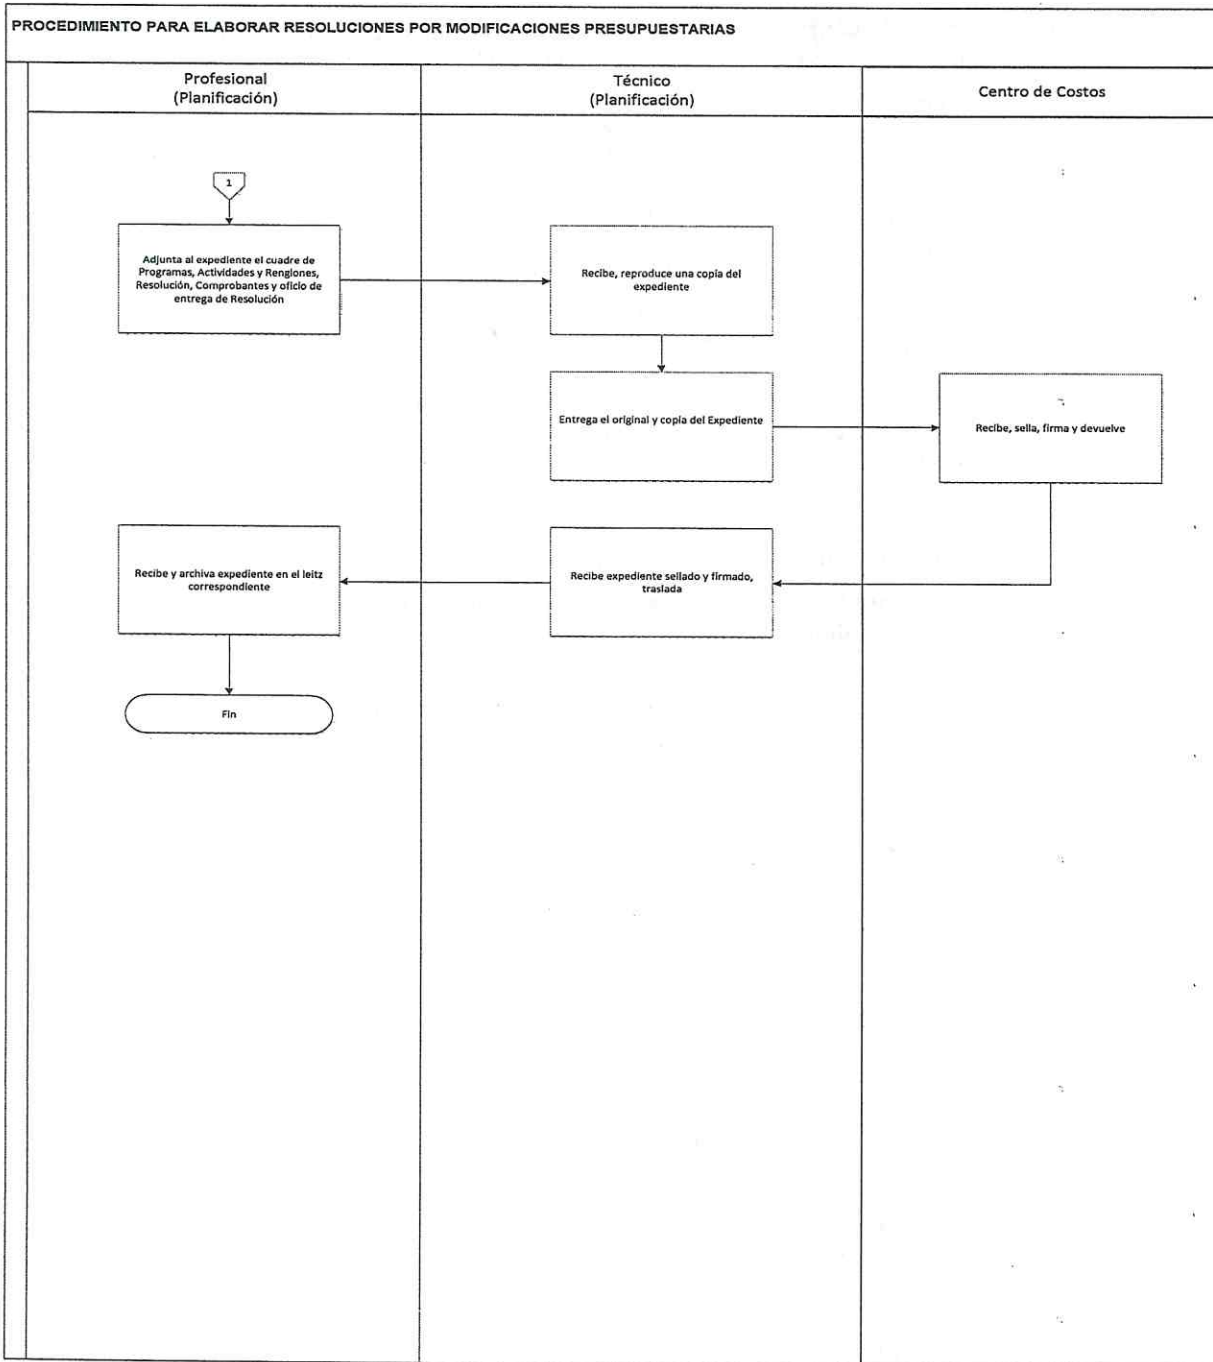 PROCEDIMIENTO PARA ELABORAR RESOLUCIONES POR MODIFICACIONES PRESUPUESTARIAS
Profesional
(Planificación)
Técnico
(Planificación)
Centro de Costos
1
Adjunta al expediente el cuadre de
Programas, Actividades y Renglones,
Resolución, Comprobantes y oficio de
entrega de Resolución
Recibe, reproduce una copia del
expediente
Entrega el original y copia del Expediente
Recibe, sella, firma y devuelve
Recibe y archiva expediente en el leitz
correspondiente
Recibe expediente sellado y firmado,
traslada
Fin